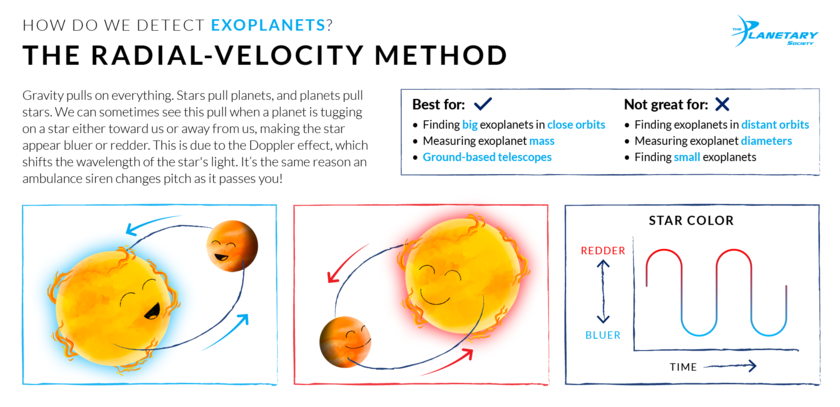 HOW DO WE DETECT EXOPLANETS?
THE RADIAL-VELOCITY METHOD
THE PLANETARY
SOCIETY
Gravity pulls on everything. Stars pull planets, and planets pull
stars. We can sometimes see this pull when a planet is tugging
on a star either toward us or away from us, making the star
appear bluer or redder. This is due to the Doppler effect, which
shifts the wavelength of the star's light. It's the same reason an
ambulance siren changes pitch as it passes you!
Best for:
• Finding big exoplanets in close orbits
• Measuring exoplanet mass
• Ground-based telescopes
Not great for:
• Finding exoplanets in distant orbits
• Measuring exoplanet diameters
• Finding small exoplanets
STAR COLOR
REDDER
BLUER
TIME